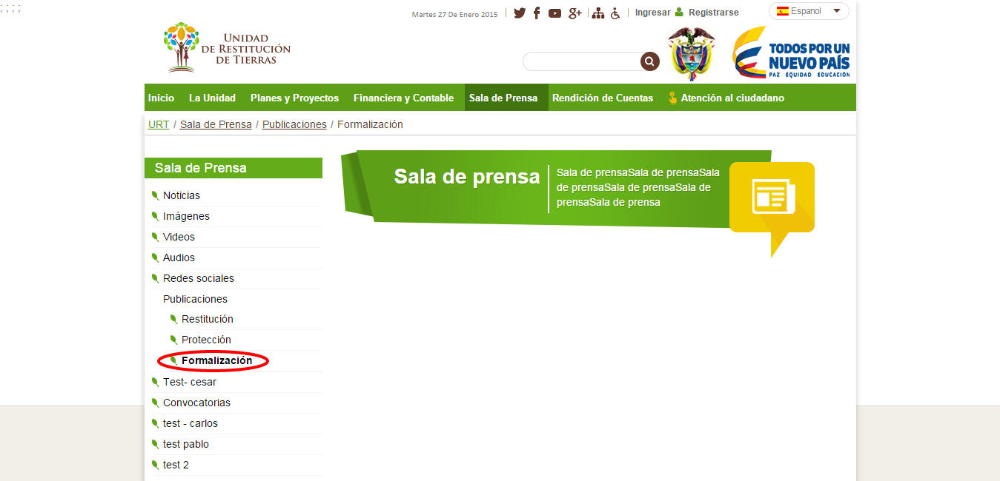 ; ; ; ;
Martes 27 De Enero 2015
Ingresar
Registrarse
Espanol
UNIDAD
DE RESTITUCIÓN
DE TIERRAS
TODOS POR UN
NUEVO PAÍS
PAZ EQUIDAD EDUCACIÓN
Inicio La Unidad Planes y Proyectos Financiera y Contable Sala de Prensa Rendición de Cuentas Atención al ciudadano
URT / Sala de Prensa / Publicaciones / Formalización
Sala de Prensa
Noticias
Imágenes
Videos
Audios
Redes sociales
Publicaciones
Restitución
Protección
Formalización
Test- cesar
Convocatorias
test - carlos
test pablo
test 2
Sala de prensa
Sala de prensaSala de prensaSala
de prensaSala de prensaSala de
prensaSala de prensa